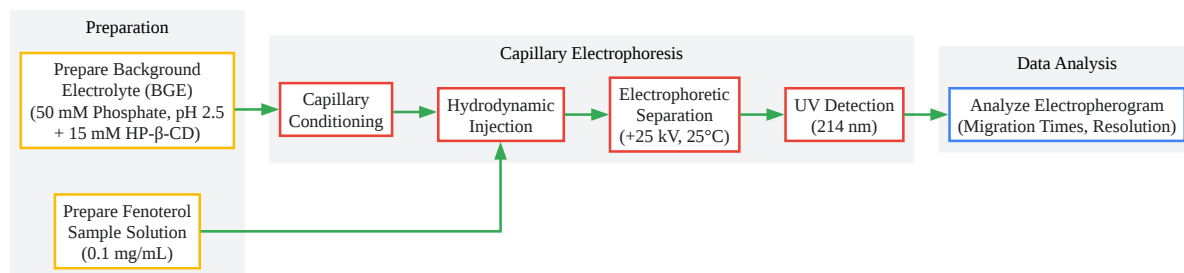 Preparation
Prepare Background
Electrolyte (BGE)
(50 mM Phosphate, pH 2.5
+ 15 mM HP-β-CD)
Prepare Fenoterol
Sample Solution
(0.1 mg/mL)
Capillary Electrophoresis
Capillary
Conditioning
Hydrodynamic
Injection
Electrophoretic
Separation
(+25 kV, 25°C)
UV Detection
(214 nm)
Data Analysis
Analyze Electropherogram
(Migration Times, Resolution)